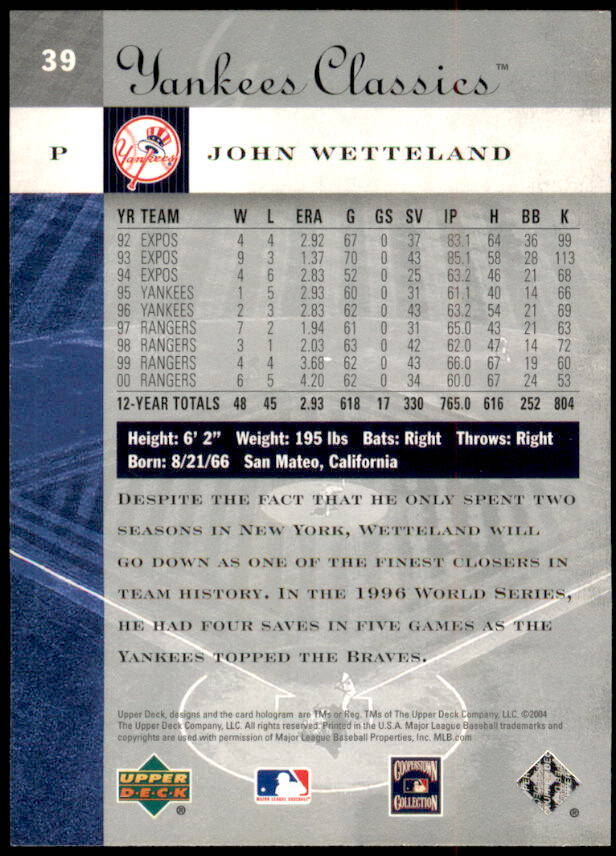 39 Yankees Classics™
P Yankees JOHN WETTELAND
YR TEAM W L ERA G GS SV IP H BB K
92 EXPOS 4 4 2.92 67 0 37 83.1 64 36 99
93 EXPOS 9 3 1.37 70 0 43 85.1 58 28 113
94 EXPOS 4 6 2.83 52 0 25 63.2 46 21 68
95 YANKEES 1 5 2.93 60 0 31 61.1 40 14 66
96 YANKEES 2 3 2.83 62 0 43 63.2 54 21 69
97 RANGERS 7 2 1.94 61 0 31 65.0 43 21 63
98 RANGERS 3 1 2.03 63 0 42 62.0 47 14 72
99 RANGERS 4 4 3.68 62 0 43 66.0 67 19 60
00 RANGERS 6 5 4.20 62 0 34 60.0 67 24 53
12-YEAR TOTALS 48 45 2.93 618 17 330 765.0 616 252 804
Height: 6' 2" Weight: 195 lbs Bats: Right Throws: Right
Born: 8/21/66 San Mateo, California
DESPITE THE FACT THAT HE ONLY SPENT TWO
SEASONS IN NEW YORK, WETTELAND WILL
GO DOWN AS ONE OF THE FINEST CLOSERS IN
TEAM HISTORY. IN THE 1996 WORLD SERIES,
HE HAD FOUR SAVES IN FIVE GAMES AS THE
YANKEES TOPPED THE BRAVES.
Upper Deck, designs and the card hologram are TMs or Reg. TMs of The Upper Deck Company, LLC. ©2004
The Upper Deck Company, LLC. All rights reserved. Printed in the U.S.A. Major League Baseball trademarks and
copyrights are used with permission of Major League Baseball Properties, Inc. MLB.com
UPPER DECK ® MAJOR LEAGUE BASEBALL COOPERSTOWN COLLECTION ®